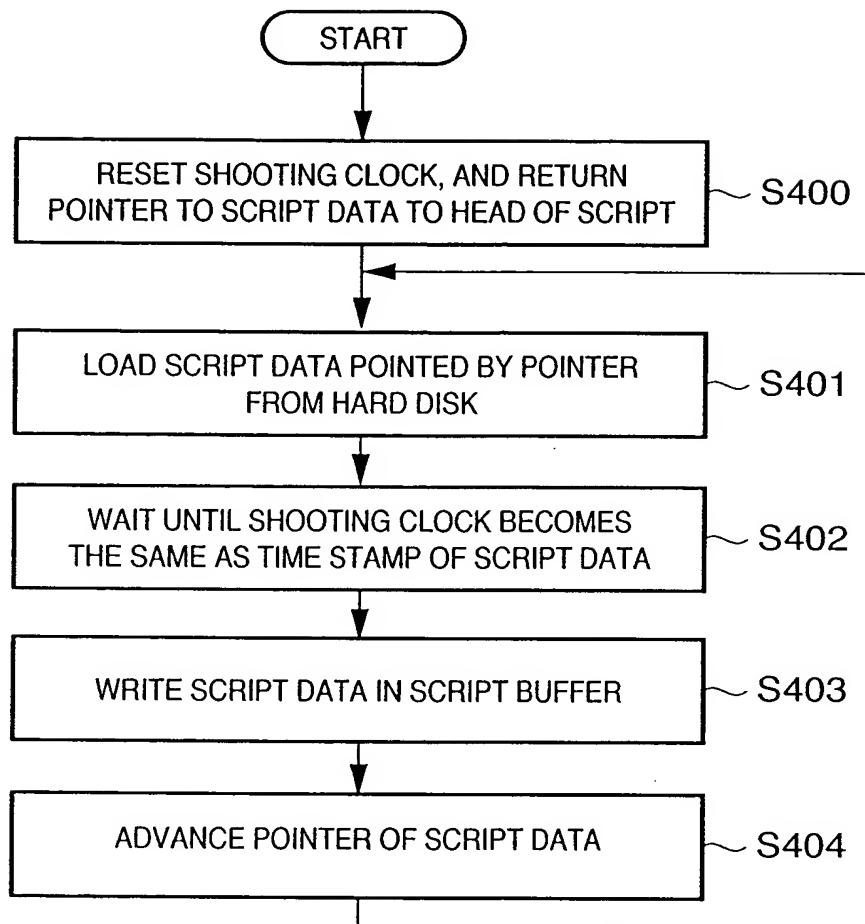 START
RESET SHOOTING CLOCK, AND RETURN
POINTER TO SCRIPT DATA TO HEAD OF SCRIPT
S400
LOAD SCRIPT DATA POINTED BY POINTER
FROM HARD DISK
S401
WAIT UNTIL SHOOTING CLOCK BECOMES
THE SAME AS TIME STAMP OF SCRIPT DATA
S402
WRITE SCRIPT DATA IN SCRIPT BUFFER
S403
ADVANCE POINTER OF SCRIPT DATA
S404